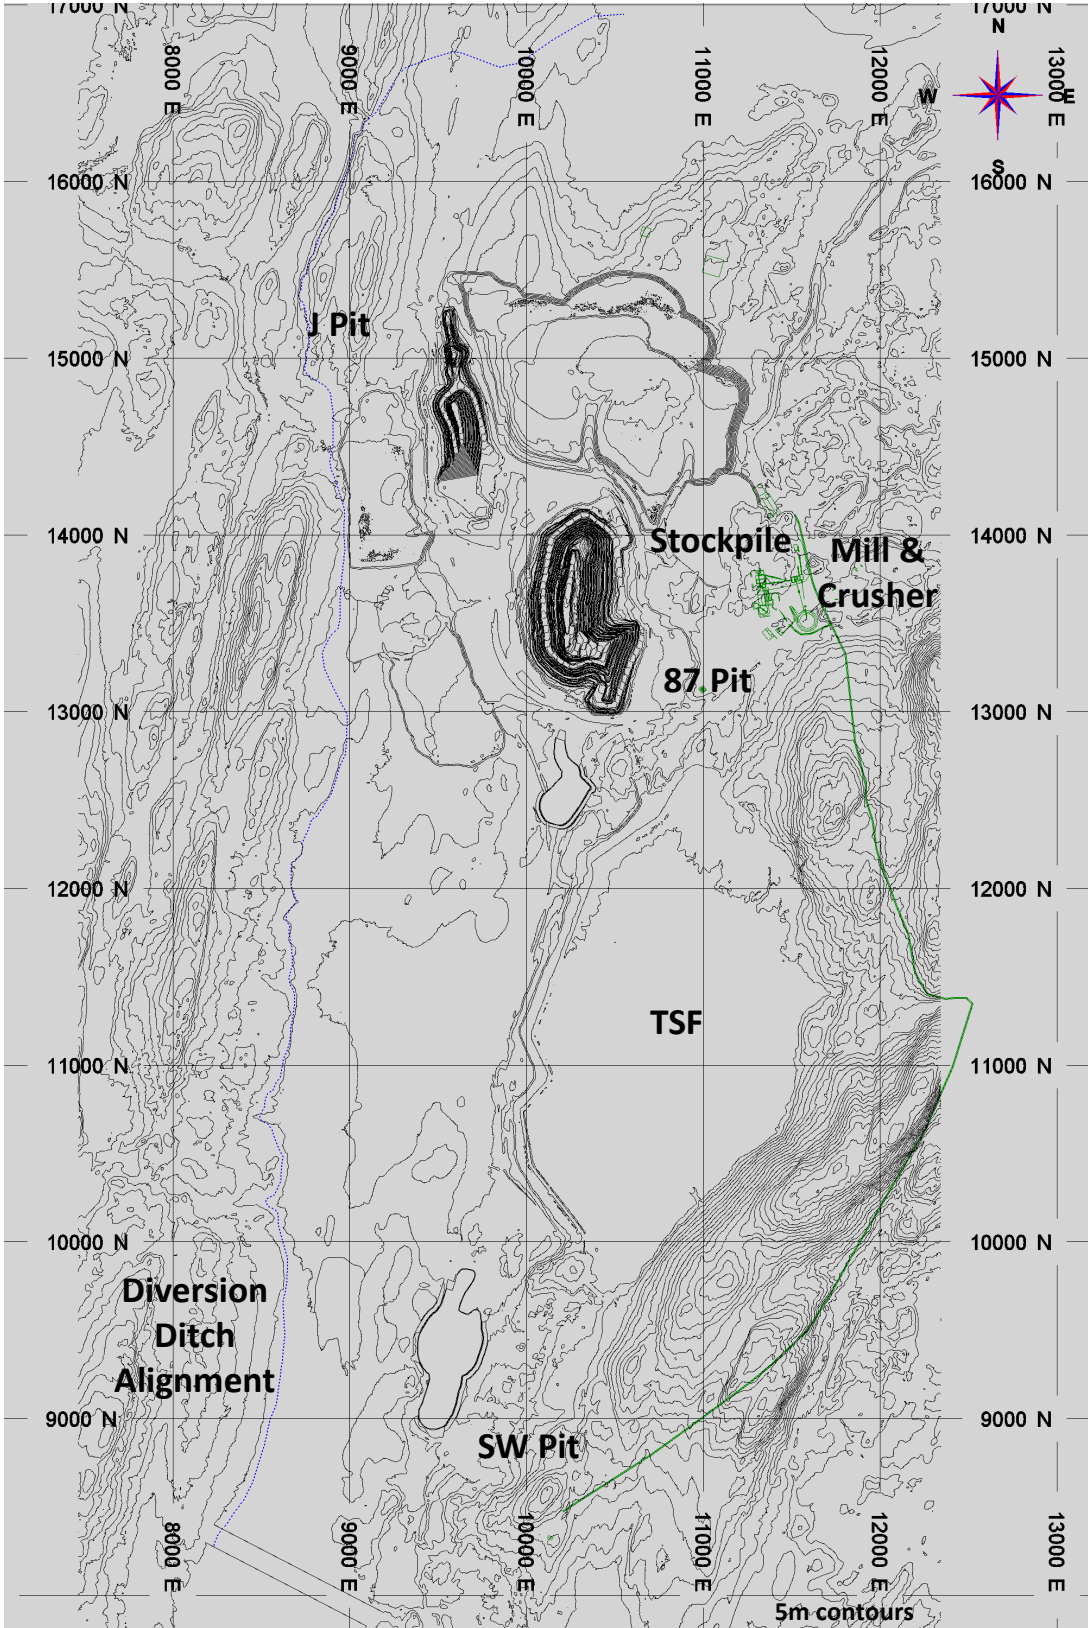 17000 N
17000 N
N
8000 E
9000 E
10000 E
11000 E
12000 E
13000 E
W
E
S
16000 N
16000 N
J Pit
15000 N
15000 N
14000 N
14000 N
Stockpile
Mill &
Crusher
87 Pit
13000 N
13000 N
12000 N
12000 N
TSF
11000 N
11000 N
10000 N
10000 N
Diversion
Ditch
Alignment
9000 N
9000 N
SW Pit
8000 E
9000 E
10000 E
11000 E
12000 E
13000 E
5m contours